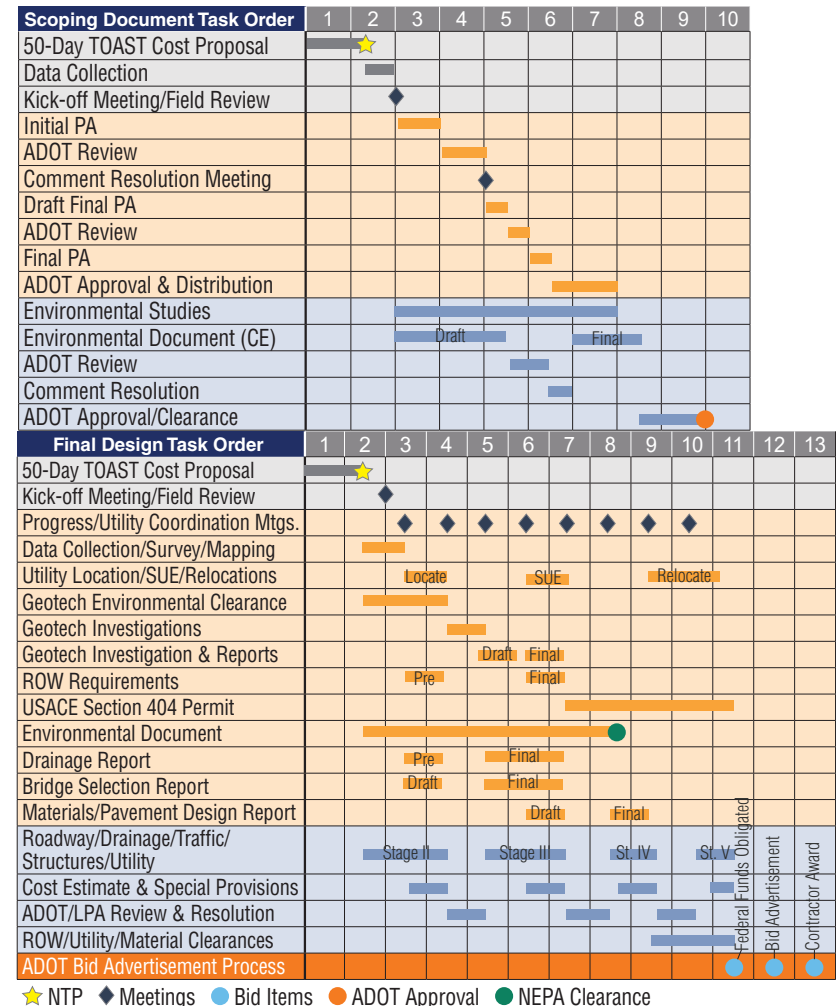 Scoping Document Task Order 1 2 3 4 5 6 7 8 9 10
50-Day TOAST Cost Proposal
Data Collection
Kick-off Meeting/Field Review
Initial PA
ADOT Review
Comment Resolution Meeting
Draft Final PA
ADOT Review
Final PA
ADOT Approval & Distribution
Environmental Studies
Environmental Document (CE) Draft Final
ADOT Review
Comment Resolution
ADOT Approval/Clearance
Final Design Task Order 1 2 3 4 5 6 7 8 9 10 11 12 13
50-Day TOAST Cost Proposal
Kick-off Meeting/Field Review
Progress/Utility Coordination Mtgs.
Data Collection/Survey/Mapping
Utility Location/SUE/Relocations Locate SUE Relocate
Geotech Environmental Clearance
Geotech Investigations
Geotech Investigation & Reports Draft Final
ROW Requirements Pre Final
USACE Section 404 Permit
Environmental Document
Drainage Report Pre Final
Bridge Selection Report Draft Final
Materials/Pavement Design Report Draft Final
Roadway/Drainage/Traffic/
Structures/Utility Stage II Stage III St. IV St. V
Cost Estimate & Special Provisions
ADOT/LPA Review & Resolution
ROW/Utility/Material Clearances
ADOT Bid Advertisement Process
Federal Funds Obligated
Bid Advertisement
Contractor Award
NTP Meetings Bid Items ADOT Approval NEPA Clearance